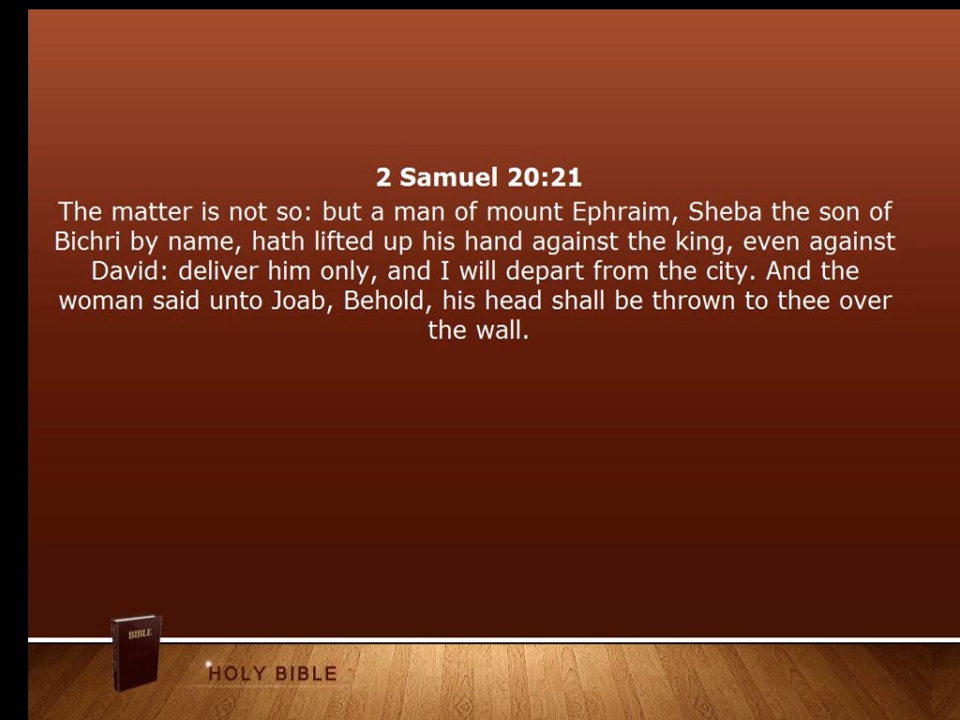 2 Samuel 20:21
The matter is not so: but a man of mount Ephraim, Sheba the son of
Bichri by name, hath lifted up his hand against the king, even against
David: deliver him only, and I will depart from the city. And the
woman said unto Joab, Behold, his head shall be thrown to thee over
the wall.
BIBLE
HOLY BIBLE